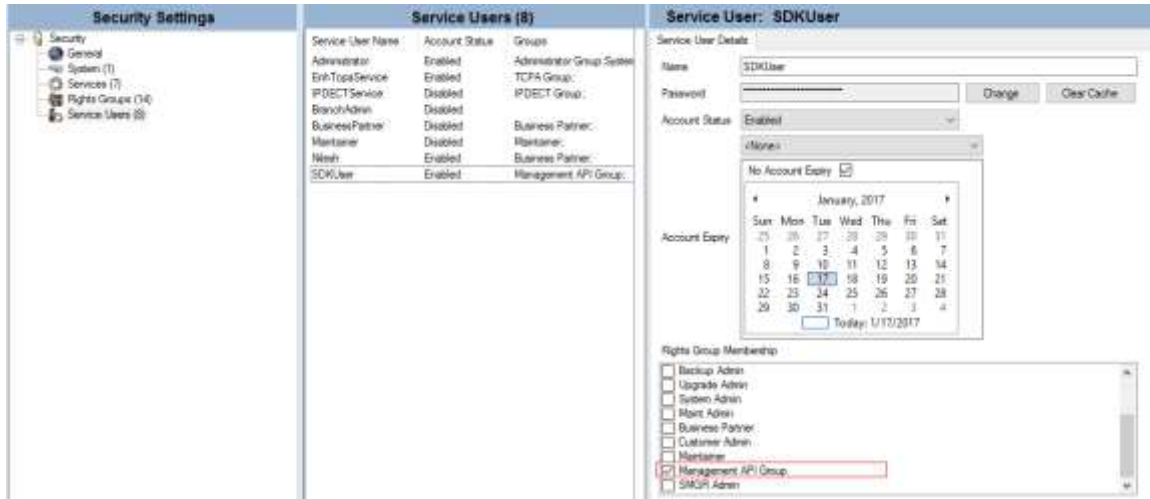 Security Settings
Security
General
System (1)
Services (7)
Rights Groups (14)
Service Users (8)
Service Users (8)
Service User Name Account Status Groups
Administrator Enabled Administrator Group System
EnhTcpaService Enabled TCPA Group;
IPDECTService Disabled IPDECT Group;
BranchAdmin Disabled
BusinessPartner Disabled Business Partner;
Maintainer Disabled Maintainer;
Nilesh Enabled Business Partner;
SDKUser Enabled Management API Group;
Service User: SDKUser
Service User Details
Name SDKUser
Password Change Clear Cache
Account Status Enabled
<None>
No Account Expiry
Account Expiry
January, 2017
Sun Mon Tue Wed Thu Fri Sat
25 26 27 28 29 30 31
1 2 3 4 5 6 7
8 9 10 11 12 13 14
15 16 17 18 19 20 21
22 23 24 25 26 27 28
29 30 31 1 2 3 4
Today: 1/17/2017
Rights Group Membership
Backup Admin
Upgrade Admin
System Admin
Maint Admin
Business Partner
Customer Admin
Maintainer
Management API Group
SMGR Admin